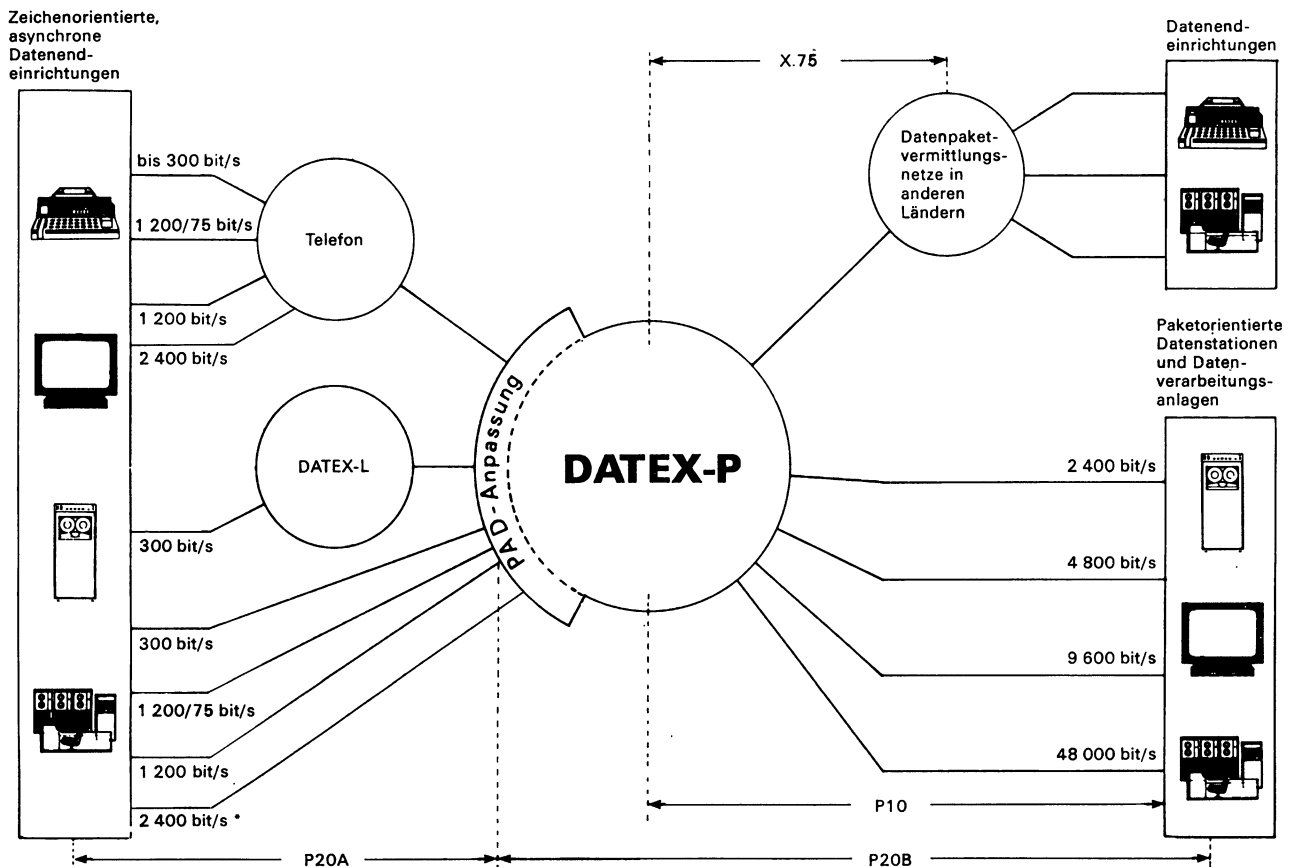 Zeichenorientierte,
asynchrone
Datenend-
einrichtungen
bis 300 bit/s
1 200/75 bit/s
1 200 bit/s
2 400 bit/s
300 bit/s
300 bit/s
1 200/75 bit/s
1 200 bit/s
2 400 bit/s
Telefon
DATEX-L
PAD-Anpassung
DATEX-P
X.75
Datenpaket-
vermittlungs-
netze in
anderen
Ländern
Datenend-
einrichtungen
Paketorientierte
Datenstationen
und Daten-
verarbeitungs-
anlagen
2 400 bit/s
4 800 bit/s
9 600 bit/s
48 000 bit/s
P10
P20A
P20B